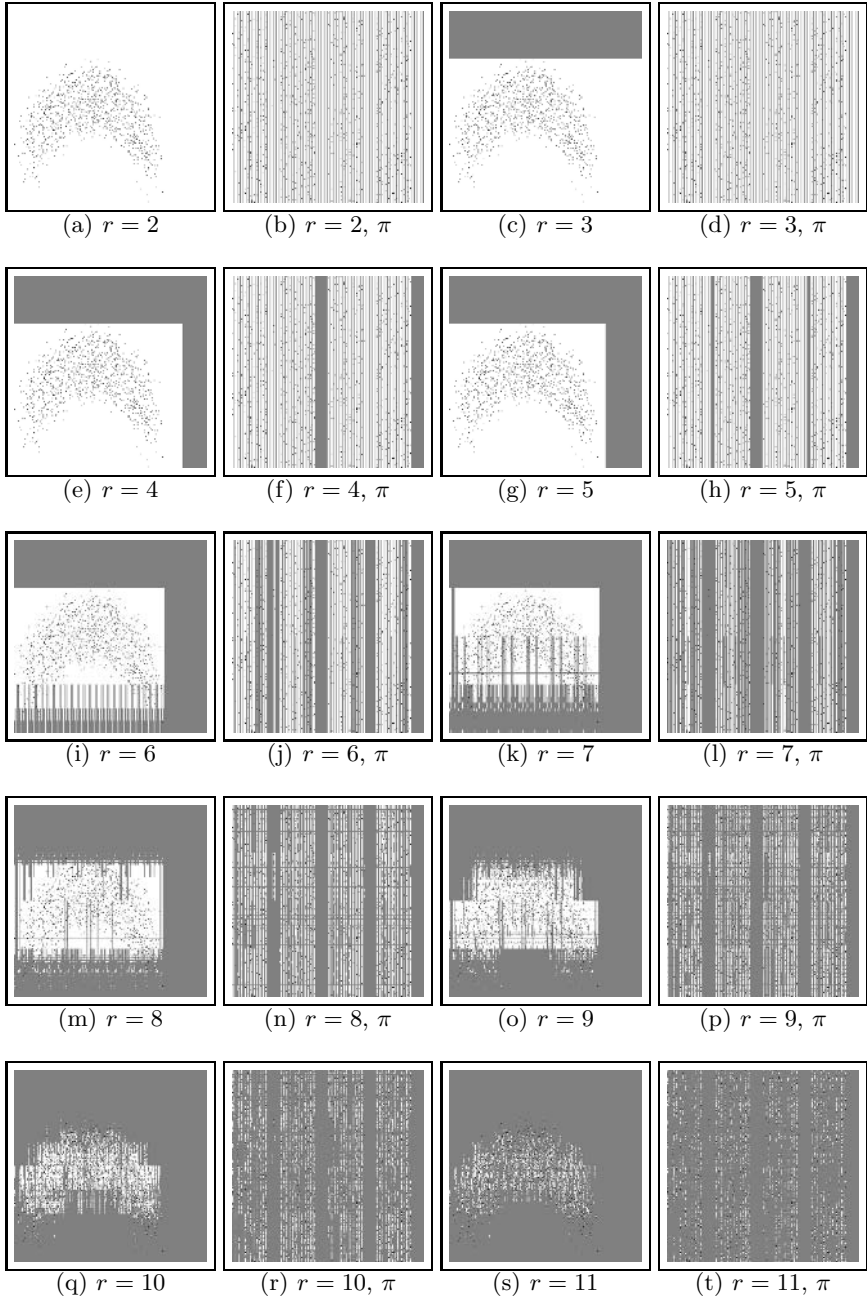 (a) r = 2 (b) r = 2, π (c) r = 3 (d) r = 3, π
(e) r = 4 (f) r = 4, π (g) r = 5 (h) r = 5, π
(i) r = 6 (j) r = 6, π (k) r = 7 (l) r = 7, π
(m) r = 8 (n) r = 8, π (o) r = 9 (p) r = 9, π
(q) r = 10 (r) r = 10, π (s) r = 11 (t) r = 11, π